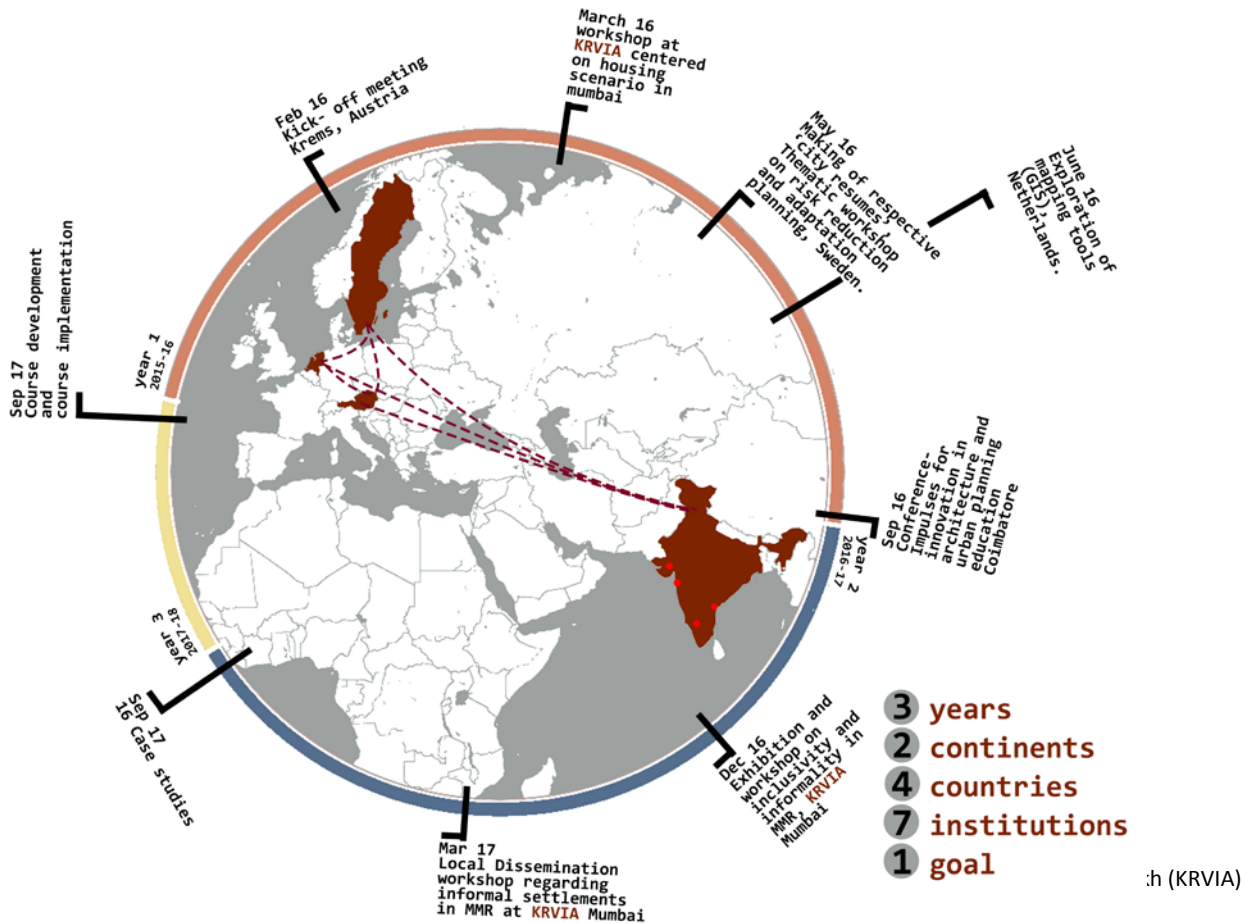 Feb 16
Kick- off meeting
Krems, Austria
March 16
workshop at
KRVIA centered
on housing
scenario in
mumbai
May 16
Making of respective
'city resumes',
Thematic workshop
on risk reduction
and adaptation
planning, Sweden.
June 16
Exploration of
mapping tools
(GIS),
Netherlands.
Sep 16
Conference-
Impulses for
innovation in
architecture and
urban planning
education
Coimbatore
year 2
2016-17
Dec 16
Exhibition and
workshop on
inclusivity and
informality in
MMR, KRVIA
Mumbai
Mar 17
Local Dissemination
workshop regarding
informal settlements
in MMR at KRVIA Mumbai
Sep 17
16 Case studies
year 3
2017-18
Sep 17
Course development
and
course implementation
year 1
2015-16
3 years
2 continents
4 countries
7 institutions
1 goal
(KRVIA)